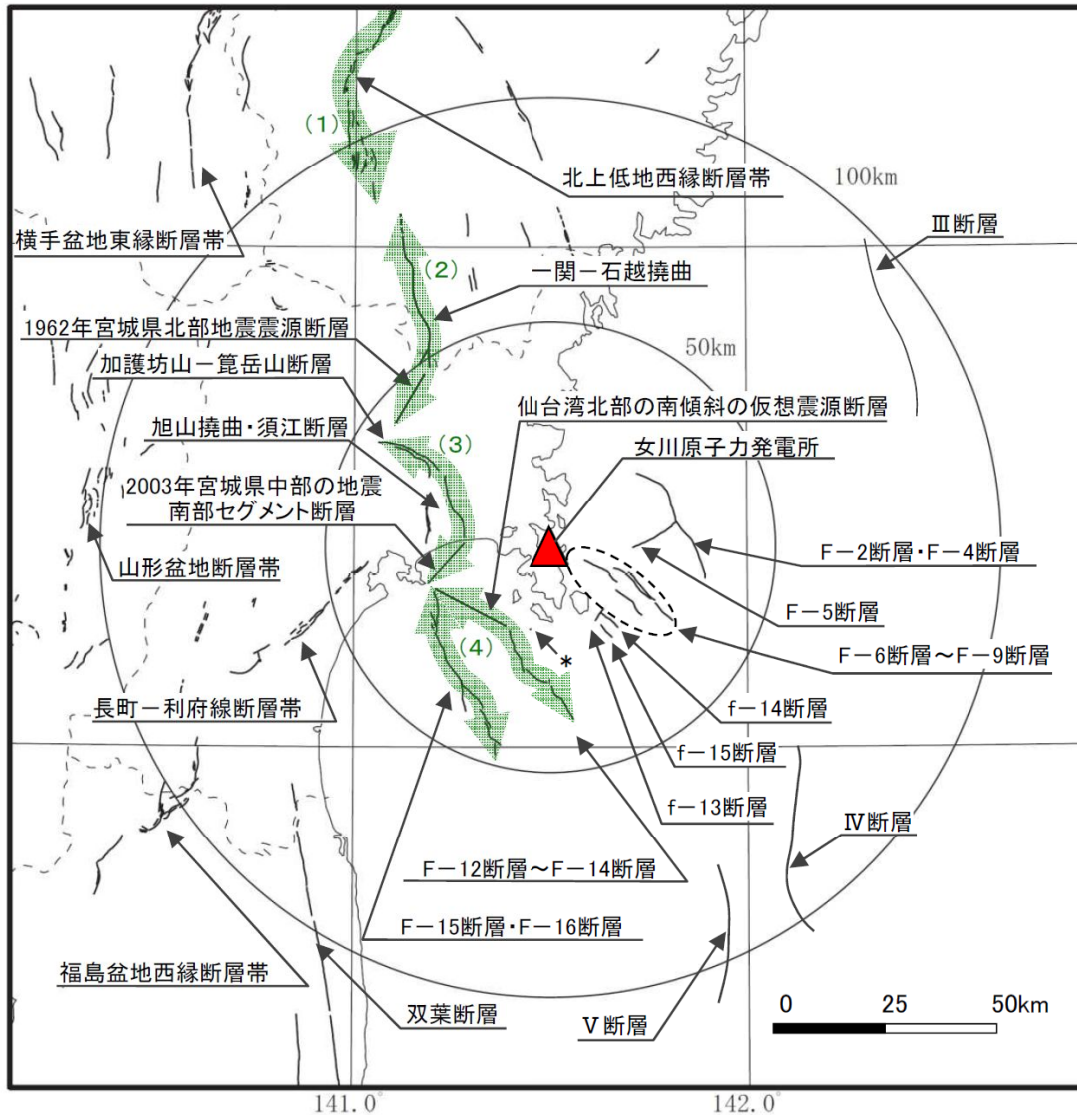 (1)
北上低地西縁断層帯
100km
Ⅲ断層
横手盆地東縁断層帯
(2)
一関－石越撓曲
1962年宮城県北部地震震源断層
50km
加護坊山－箟岳山断層
仙台湾北部の南傾斜の仮想震源断層
旭山撓曲・須江断層
(3)
女川原子力発電所
2003年宮城県中部の地震
南部セグメント断層
F－2断層・F－4断層
山形盆地断層帯
F－5断層
(4)
*
F－6断層～F－9断層
長町－利府線断層帯
f－14断層
f－15断層
f－13断層
Ⅳ断層
F－12断層～F－14断層
F－15断層・F－16断層
福島盆地西縁断層帯
双葉断層
Ⅴ断層
0 25 50km
141.0° 142.0°